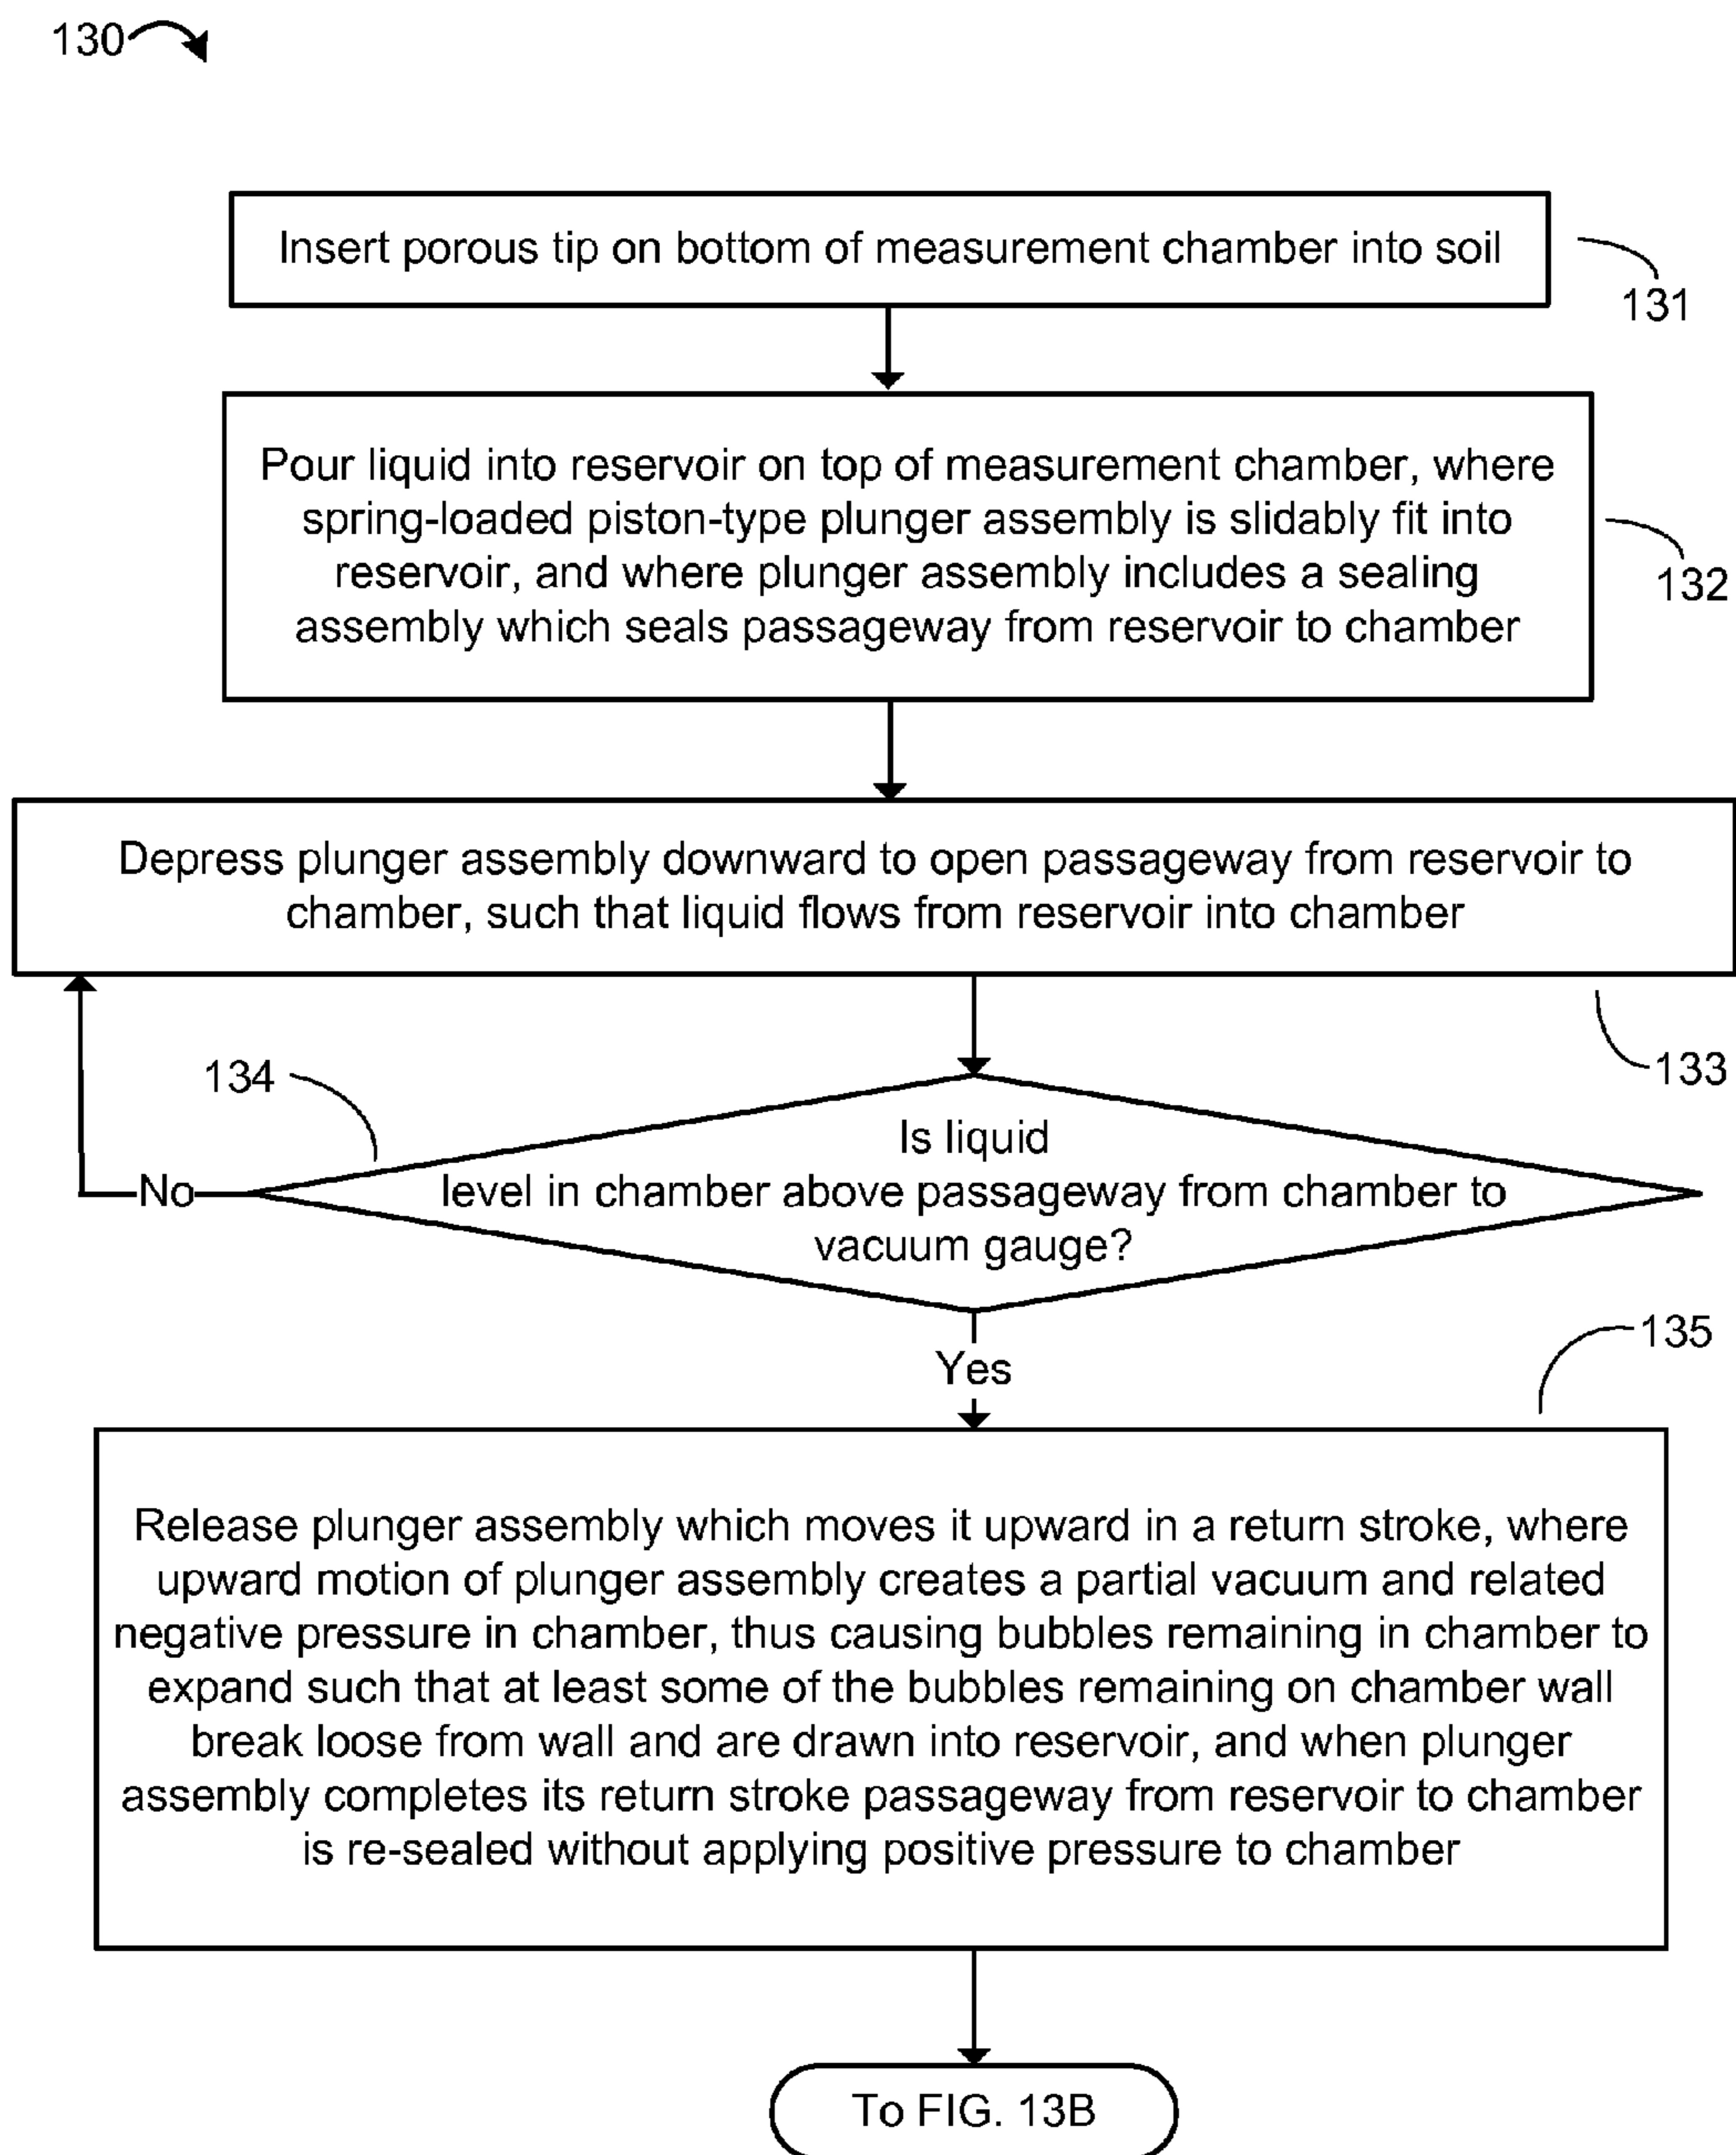 130
Insert porous tip on bottom of measurement chamber into soil
131
Pour liquid into reservoir on top of measurement chamber, where
spring-loaded piston-type plunger assembly is slidably fit into
reservoir, and where plunger assembly includes a sealing
assembly which seals passageway from reservoir to chamber
132
Depress plunger assembly downward to open passageway from reservoir to
chamber, such that liquid flows from reservoir into chamber
133
134
Is liquid
level in chamber above passageway from chamber to
vacuum gauge?
No
Yes
135
Release plunger assembly which moves it upward in a return stroke, where
upward motion of plunger assembly creates a partial vacuum and related
negative pressure in chamber, thus causing bubbles remaining in chamber to
expand such that at least some of the bubbles remaining on chamber wall
break loose from wall and are drawn into reservoir, and when plunger
assembly completes its return stroke passageway from reservoir to chamber
is re-sealed without applying positive pressure to chamber
To FIG. 13B